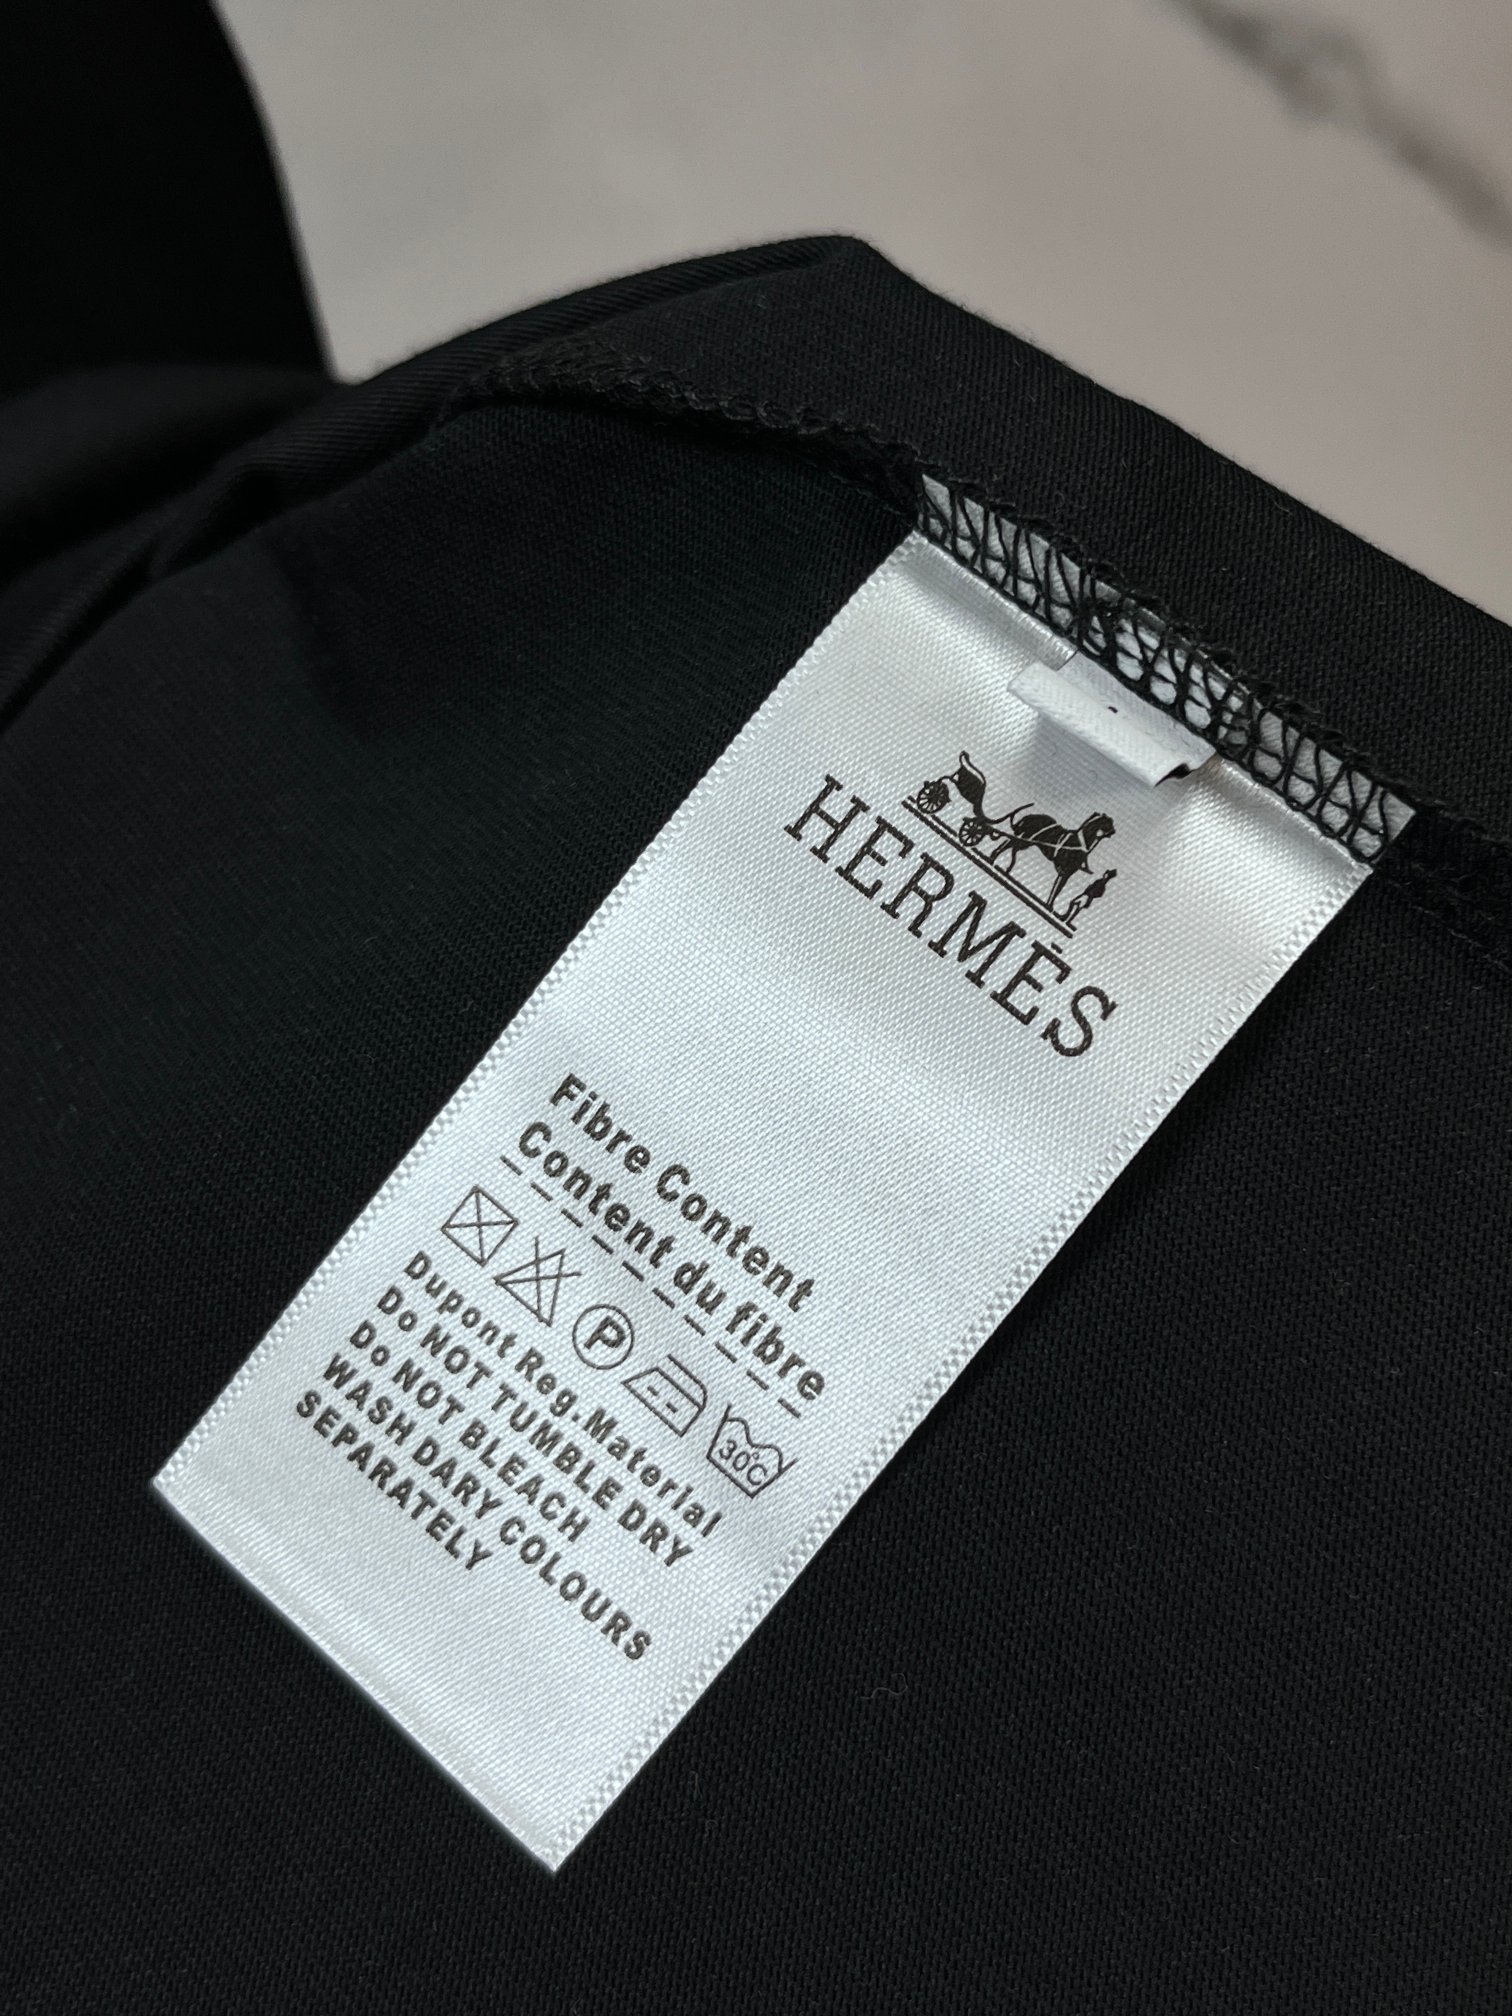 HERMÈS
Fibre Content
Content du fibre
P
30°C
Dupont Reg.Material
Do NOT TUMBLE DRY
Do NOT BLEACH
WASH DARY COLOURS
SEPARATELY